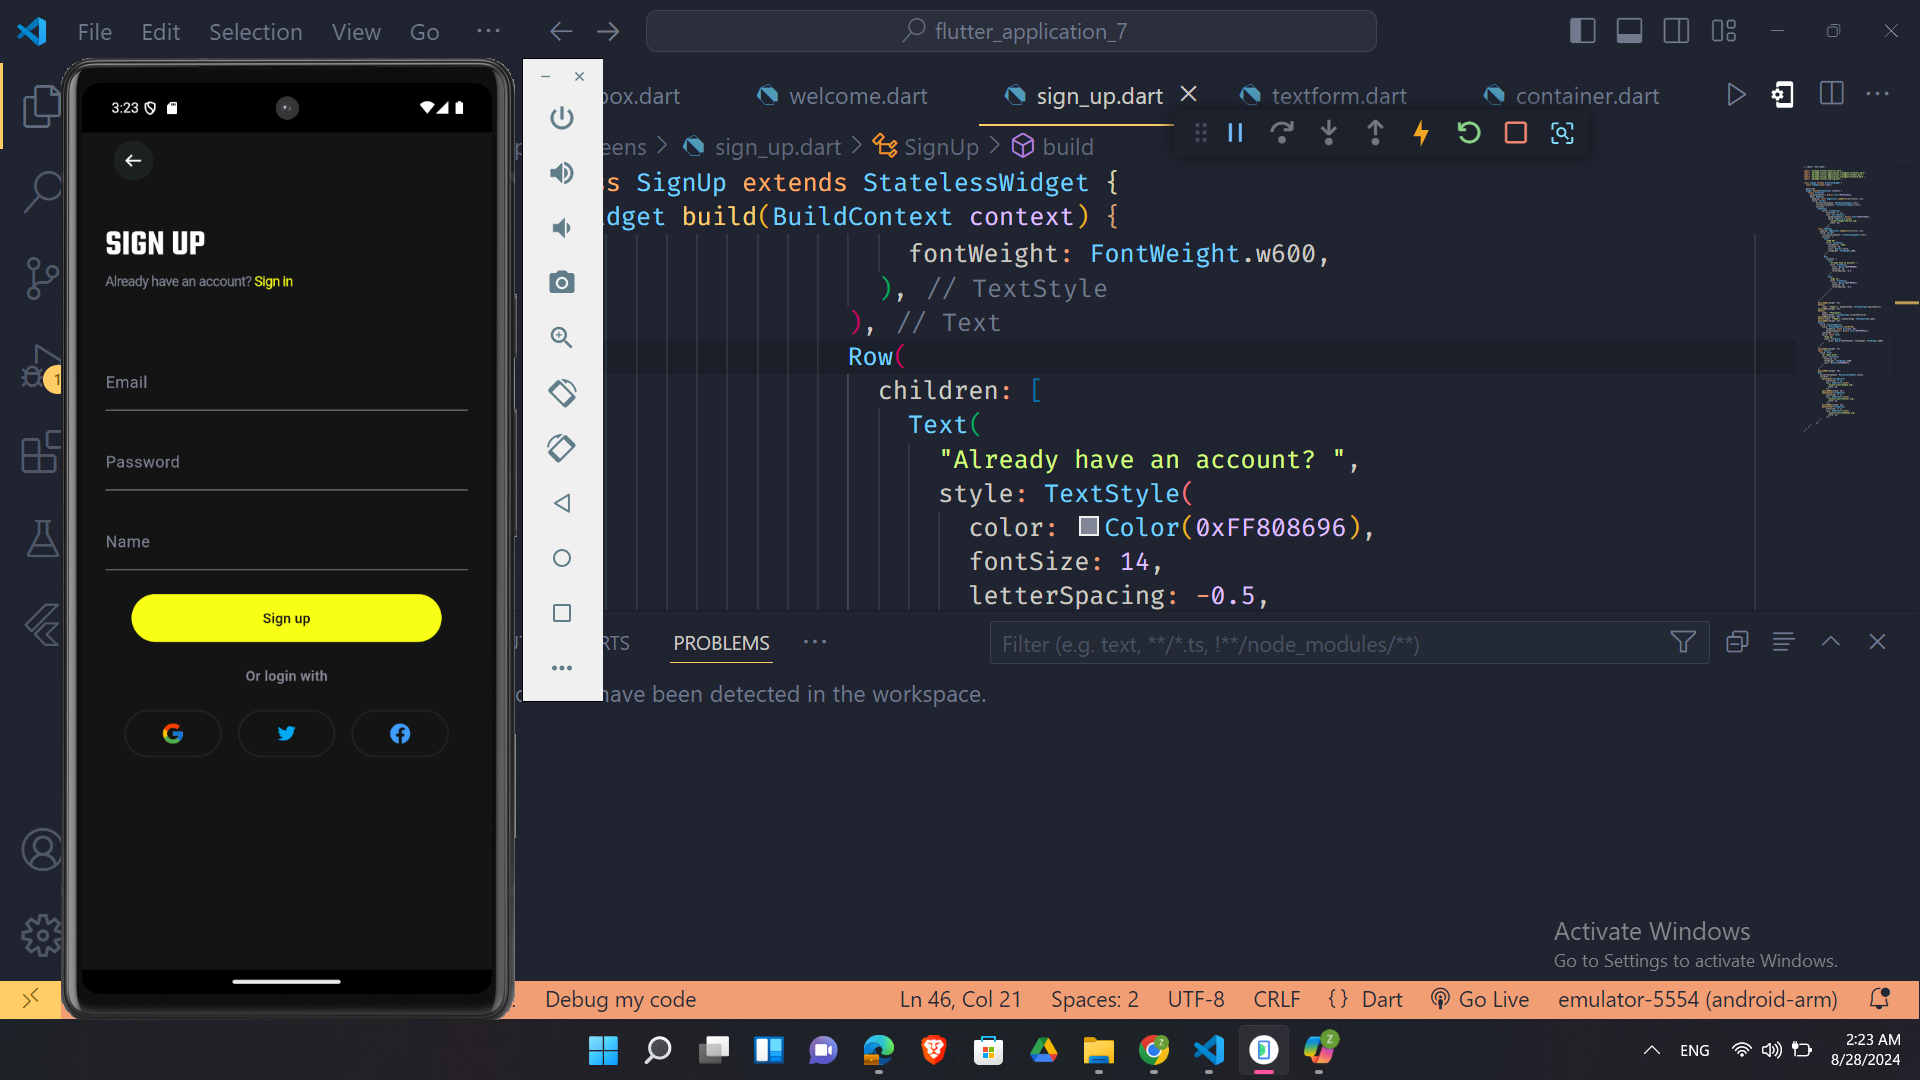 File Edit Selection View Go ···
flutter_application_7
box.dart welcome.dart sign_up.dart textform.dart container.dart
eens > sign_up.dart > SignUp > build
s SignUp extends StatelessWidget {
dget build(BuildContext context) {
fontWeight: FontWeight.w600,
), // TextStyle
), // Text
Row(
children: [
Text(
"Already have an account? ",
style: TextStyle(
color: Color(0xFF808696),
fontSize: 14,
letterSpacing: -0.5,
RTS PROBLEMS ···
Filter (e.g. text, **/*.ts, !**/node_modules/**)
have been detected in the workspace.
3:23
SIGN UP
Already have an account? Sign in
Email
Password
Name
Sign up
Or login with
1
Activate Windows
Go to Settings to activate Windows.
Debug my code Ln 46, Col 21 Spaces: 2 UTF-8 CRLF {} Dart Go Live emulator-5554 (android-arm)
ENG
2:23 AM
8/28/2024